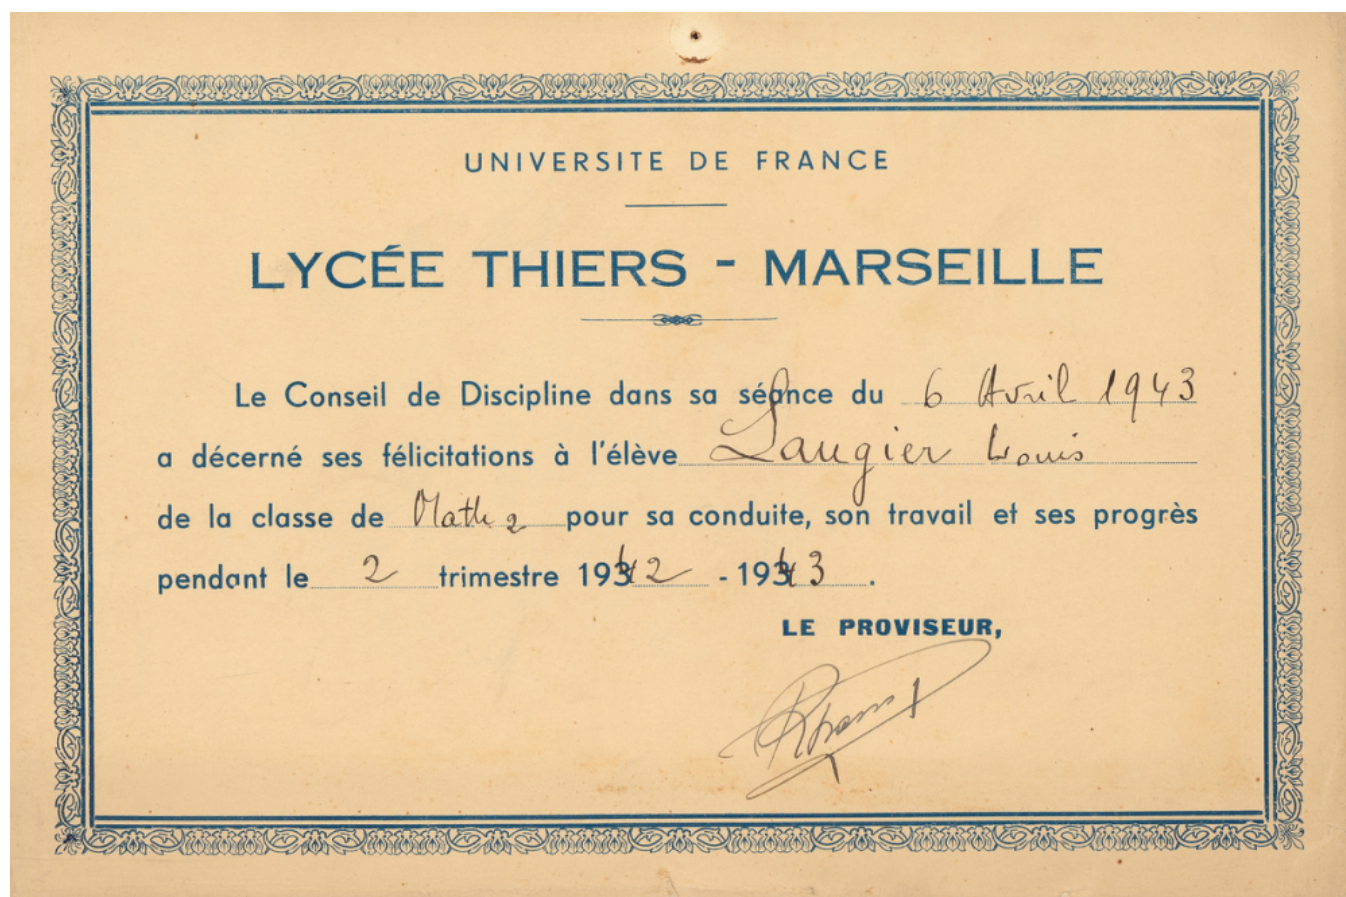 UNIVERSITE DE FRANCE
LYCÉE THIERS - MARSEILLE
Le Conseil de Discipline dans sa séance du 6 Avril 1943
a décerné ses félicitations à l'élève Laugier Louis
de la classe de Math 2 pour sa conduite, son travail et ses progrès
pendant le 2 trimestre 1942 - 1943.
LE PROVISEUR,